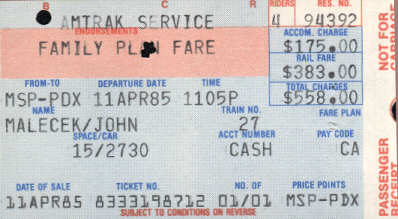 B C R RIDERS RES. NO.
AMTRAK SERVICE 4 94392
ENDORSEMENTS ACCOM. CHARGE
FAMILY PLAN FARE $175.00
RAIL FARE
$383.00
FROM-TO DEPARTURE DATE TIME TOTAL CHARGES
MSP-PDX 11APR85 1105P $558.00
NAME TRAIN NO. FARE PLAN
MALECEK/JOHN 27
SPACE/CAR ACCT NUMBER PAY CODE
15/2730 CASH CA
DATE OF SALE TICKET NO. NO. OF PRICE POINTS
11APR85 8333198712 01/01 MSP-PDX
SUBJECT TO CONDITIONS ON REVERSE
NOT FOR
PASSENGER
RECEIPT